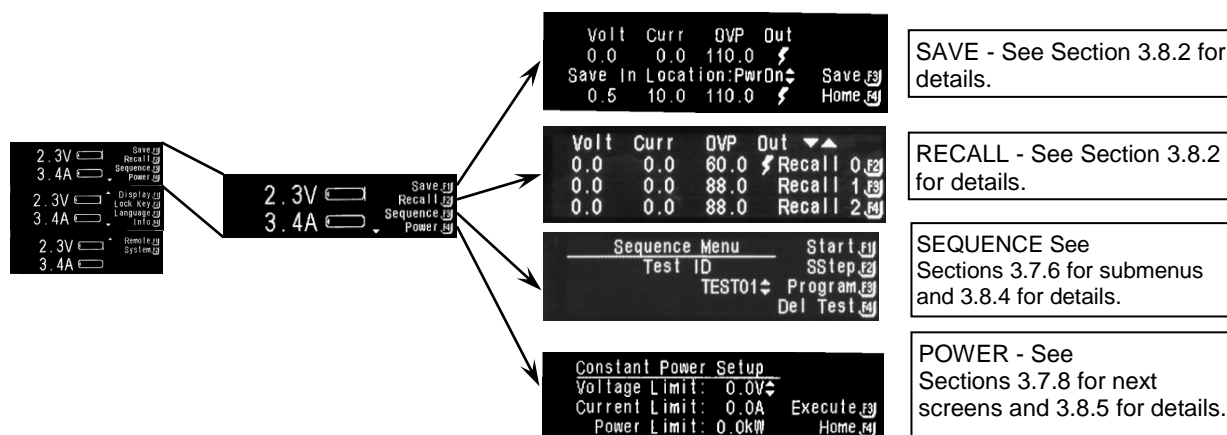 2.3V Save F1
Recall F2
3.4A Sequence F3
Power F4
2.3V Display F1
Lock Key F2
3.4A Language F3
Info F4
2.3V Remote F1
System F2
3.4A
2.3V Save F1
Recall F2
3.4A Sequence F3
Power F4
Volt Curr OVP Out
0.0 0.0 110.0
Save In Location:PwrOn Save F3
0.5 10.0 110.0 Home F4
SAVE - See Section 3.8.2 for
details.
Volt Curr OVP Out
0.0 0.0 60.0 Recall 0 F2
0.0 0.0 88.0 Recall 1 F3
0.0 0.0 88.0 Recall 2 F4
RECALL - See Section 3.8.2
for details.
Sequence Menu Start F1
Test ID SStep F2
TEST01 Program F3
Del Test F4
SEQUENCE See
Sections 3.7.6 for submenus
and 3.8.4 for details.
Constant Power Setup
Voltage Limit: 0.0V
Current Limit: 0.0A Execute F3
Power Limit: 0.0kW Home F4
POWER - See
Sections 3.7.8 for next
screens and 3.8.5 for details.